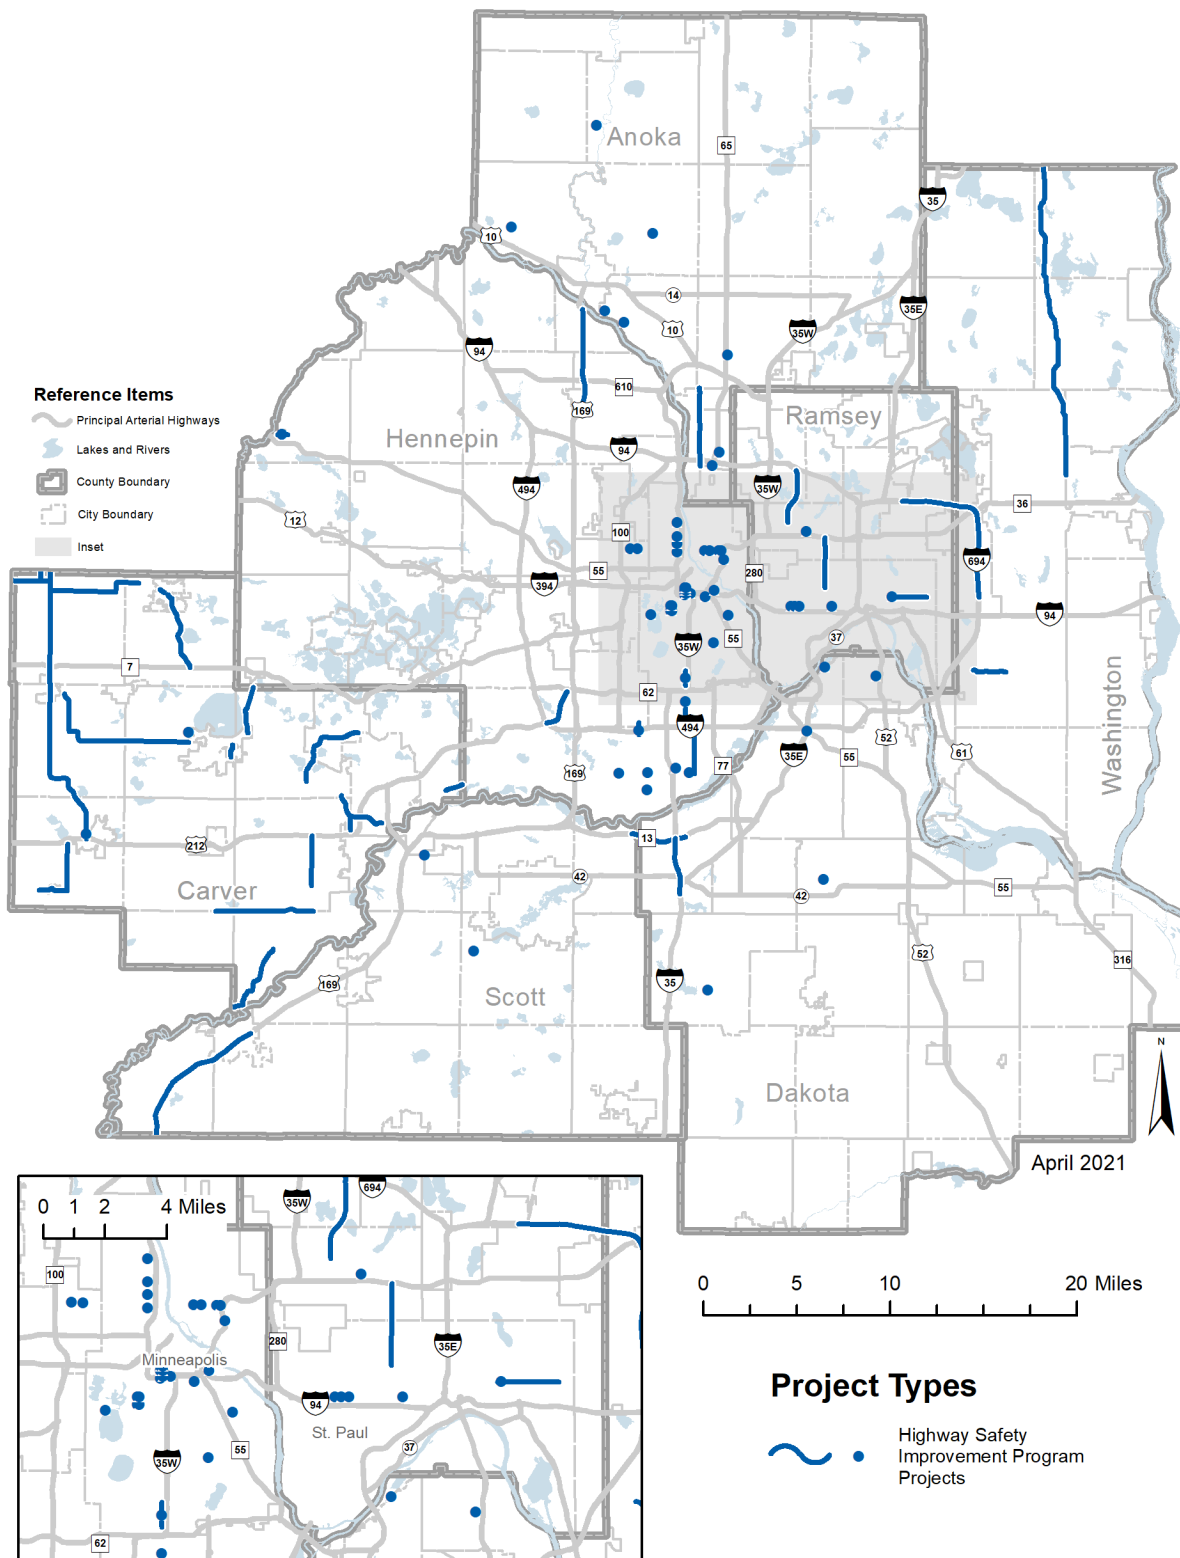 Anoka
65
35
10
14
10
35W
35E
94
610
Reference Items
Principal Arterial Highways
169
Ramsey
Hennepin
Lakes and Rivers
94
County Boundary
494
35W
City Boundary
12
100
36
Inset
55
394
280
694
94
55
37
35W
7
62
Washington
494
52
61
35E
55
77
169
13
212
Carver
42
42
55
52
316
35
169
Scott
N
Dakota
April 2021
0 1 2 4 Miles
35W
694
100
280
35E
Minneapolis
94
St. Paul
37
55
35W
62
0 5 10 20 Miles
Project Types
Highway Safety
Improvement Program
Projects